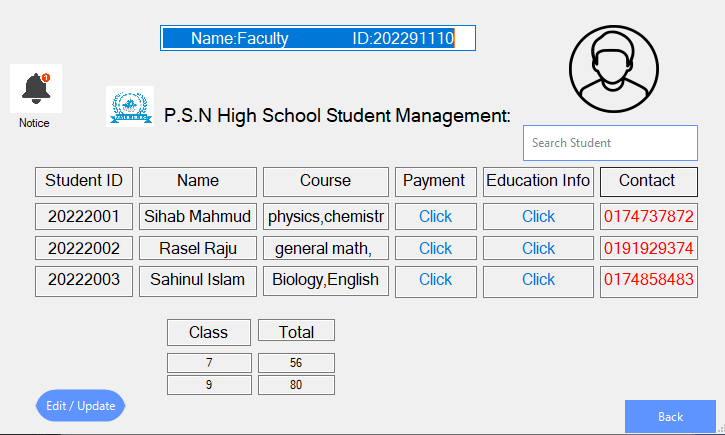 Name:Faculty ID:202291110
1
Notice
P.S.N High School Student Management:
Search Student
Student ID Name Course Payment Education Info Contact
20222001 Sihab Mahmud physics,chemistr Click Click 0174737872
20222002 Rasel Raju general math, Click Click 0191929374
20222003 Sahinul Islam Biology,English Click Click 0174858483
Class Total
7 56
9 80
Edit / Update
Back